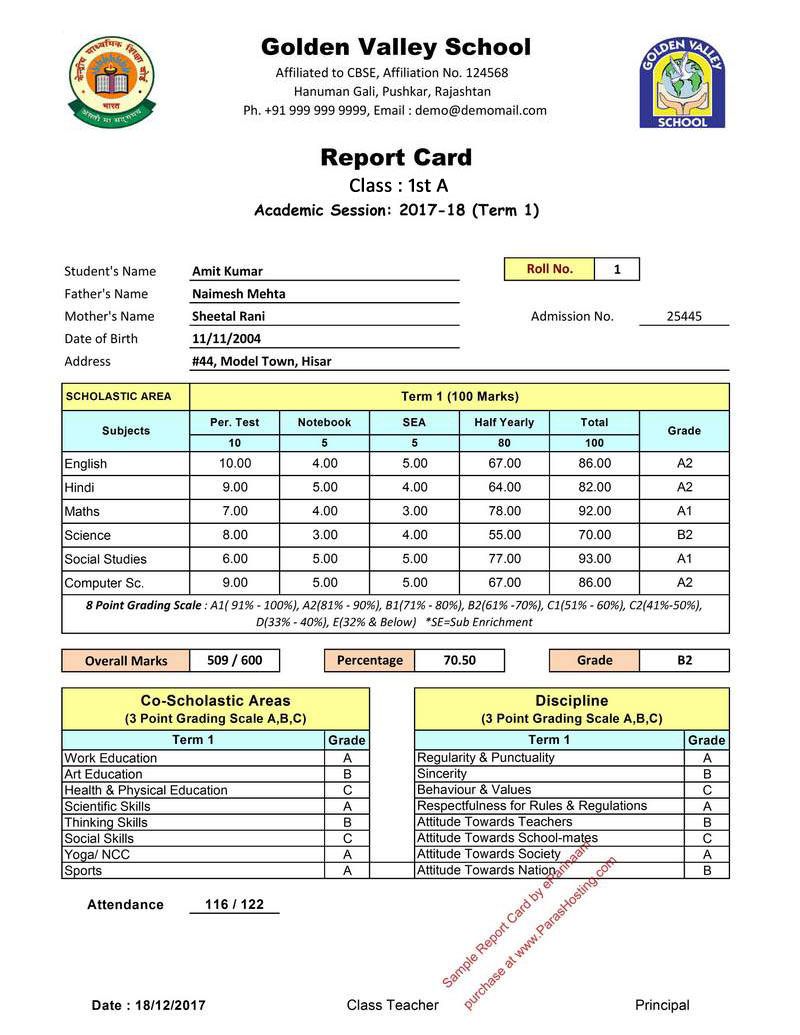 केन्द्रीय माध्यमिक शिक्षा बोर्ड
भारत
असतो मा सद्गमय
Golden Valley School
Affiliated to CBSE, Affiliation No. 124568
Hanuman Gali, Pushkar, Rajashtan
Ph. +91 999 999 9999, Email : demo@demomail.com
GOLDEN VALLEY
SCHOOL
Report Card
Class : 1st A
Academic Session: 2017-18 (Term 1)
Student's Name Amit Kumar Roll No. 1
Father's Name Naimesh Mehta
Mother's Name Sheetal Rani Admission No. 25445
Date of Birth 11/11/2004
Address #44, Model Town, Hisar
SCHOLASTIC AREA Term 1 (100 Marks)
Subjects Per. Test Notebook SEA Half Yearly Total Grade
10 5 5 80 100
English 10.00 4.00 5.00 67.00 86.00 A2
Hindi 9.00 5.00 4.00 64.00 82.00 A2
Maths 7.00 4.00 3.00 78.00 92.00 A1
Science 8.00 3.00 4.00 55.00 70.00 B2
Social Studies 6.00 5.00 5.00 77.00 93.00 A1
Computer Sc. 9.00 5.00 5.00 67.00 86.00 A2
8 Point Grading Scale : A1( 91% - 100%), A2(81% - 90%), B1(71% - 80%), B2(61% -70%), C1(51% - 60%), C2(41%-50%),
D(33% - 40%), E(32% & Below) *SE=Sub Enrichment
Overall Marks 509 / 600 Percentage 70.50 Grade B2
Co-Scholastic Areas
(3 Point Grading Scale A,B,C)
Term 1 Grade
Work Education A
Art Education B
Health & Physical Education C
Scientific Skills A
Thinking Skills B
Social Skills C
Yoga/ NCC A
Sports A
Discipline
(3 Point Grading Scale A,B,C)
Term 1 Grade
Regularity & Punctuality A
Sincerity B
Behaviour & Values C
Respectfulness for Rules & Regulations A
Attitude Towards Teachers B
Attitude Towards School-mates C
Attitude Towards Society A
Attitude Towards Nation B
Attendance 116 / 122
Sample Report Card by eParinaam
purchase at www.ParasHosting.com
Date : 18/12/2017 Class Teacher Principal